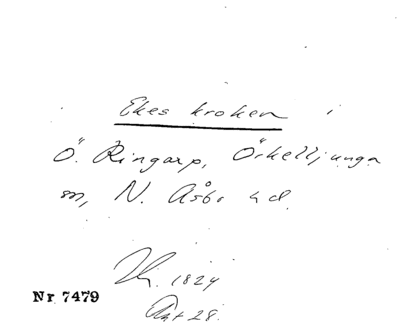 Ekes kroken i
Ö. Ringarp, Örkelljunga
sn, N. Åsbo hd.
1824
Nr 7479
Akt 28.